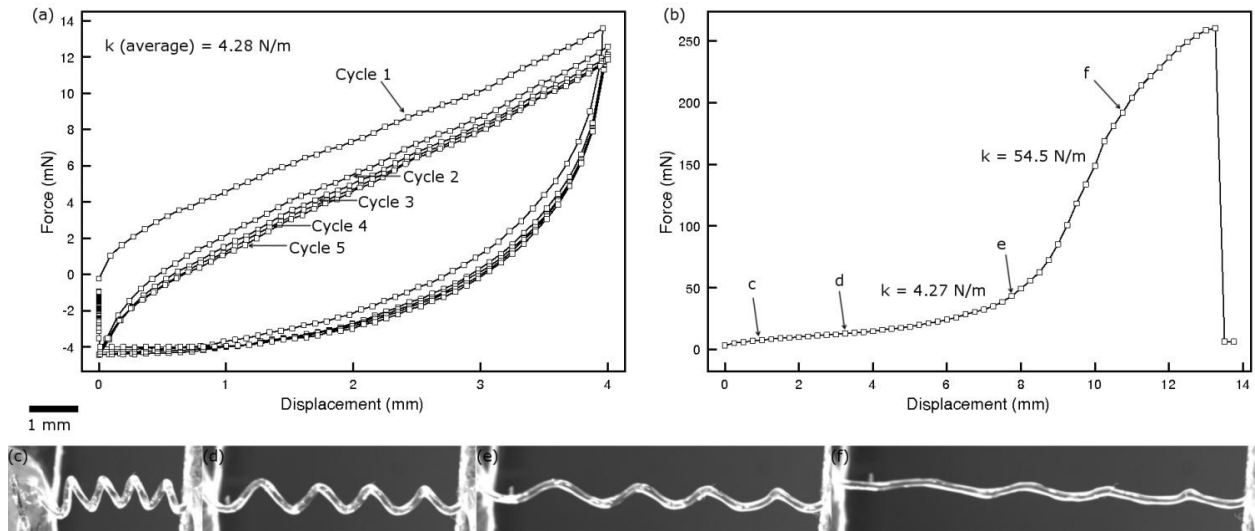 (a)
k (average) = 4.28 N/m
Cycle 1
Cycle 2
Cycle 3
Cycle 4
Cycle 5
14
12
10
8
6
4
2
0
-2
-4
Force (mN)
0 1 2 3 4
Displacement (mm)
1 mm
(b)
250
200
150
100
50
0
Force (mN)
f
k = 54.5 N/m
e
k = 4.27 N/m
c
d
0 2 4 6 8 10 12 14
Displacement (mm)
(c) (d) (e) (f)